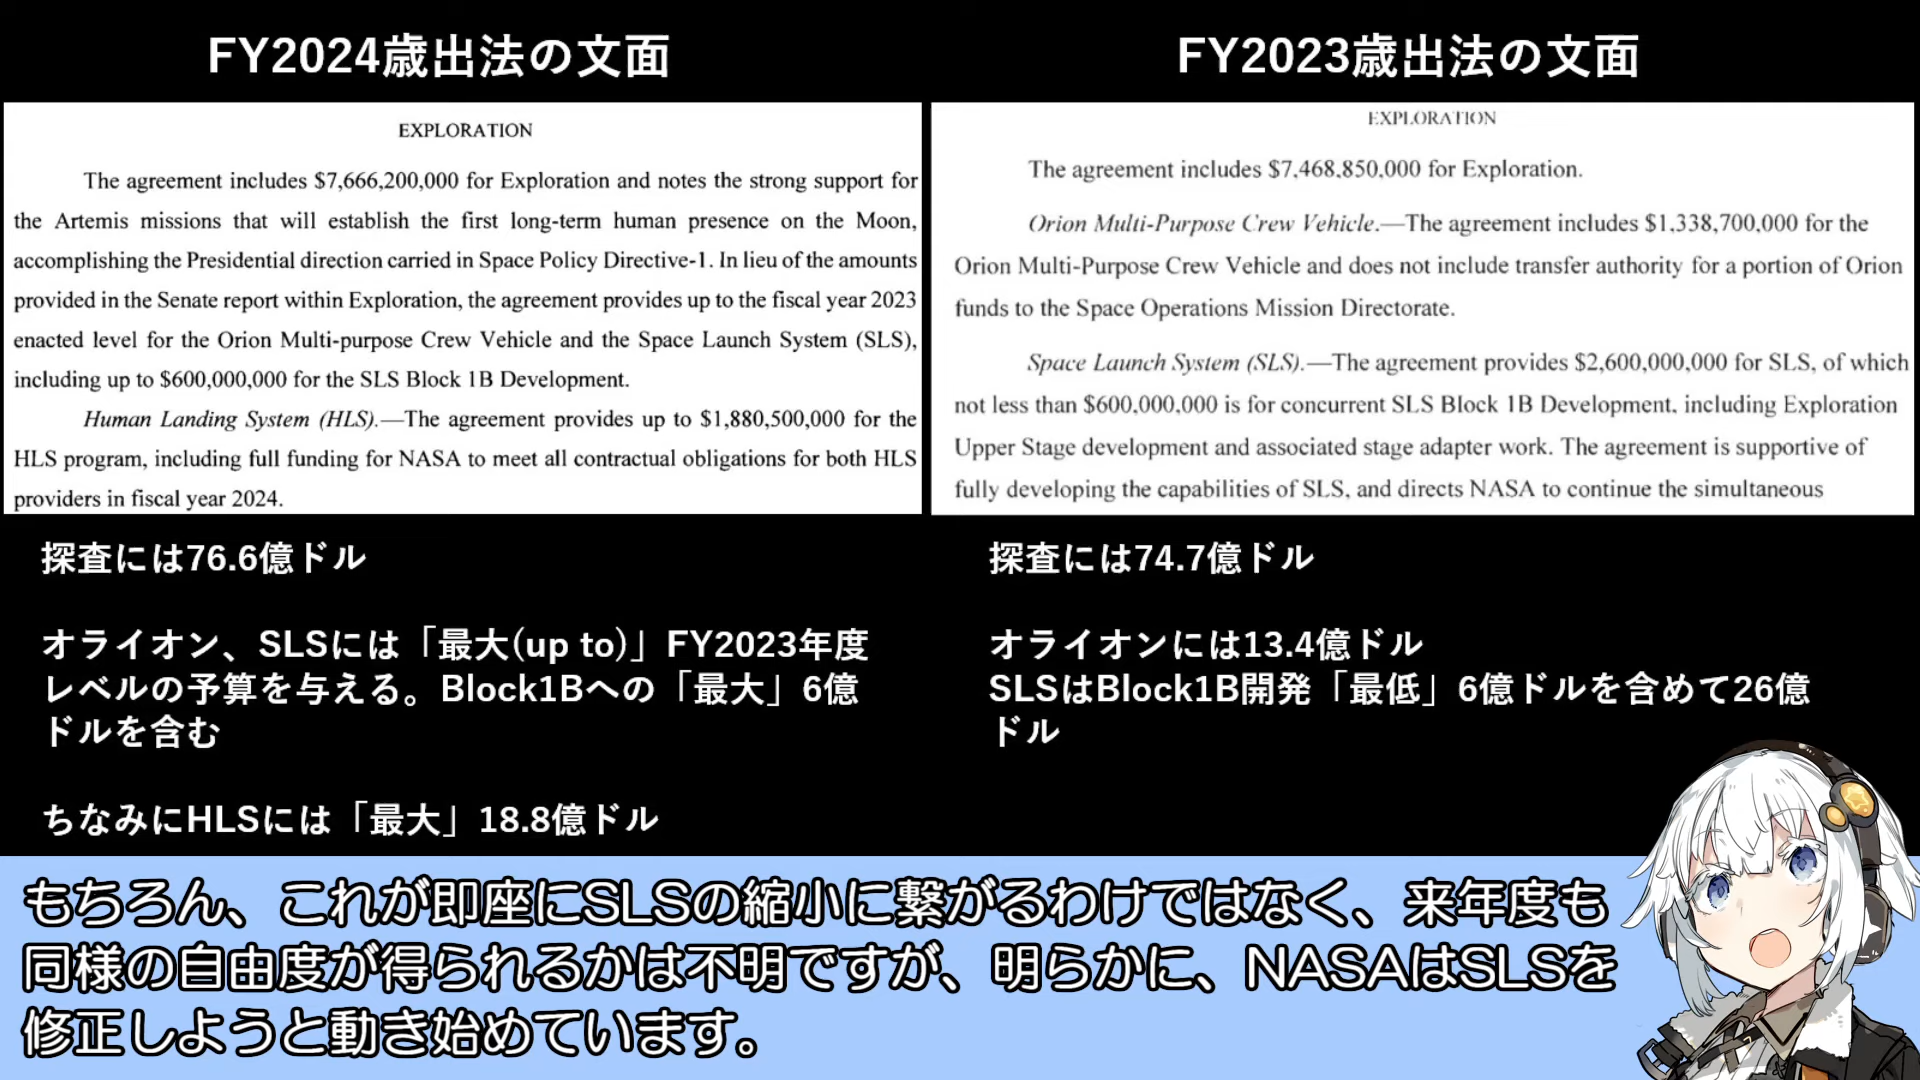 FY2024歳出法の文面
EXPLORATION
The agreement includes $7,666,200,000 for Exploration and notes the strong support for
the Artemis missions that will establish the first long-term human presence on the Moon,
accomplishing the Presidential direction carried in Space Policy Directive-1. In lieu of the amounts
provided in the Senate report within Exploration, the agreement provides up to the fiscal year 2023
enacted level for the Orion Multi-purpose Crew Vehicle and the Space Launch System (SLS),
including up to $600,000,000 for the SLS Block 1B Development.
Human Landing System (HLS).—The agreement provides up to $1,880,500,000 for the
HLS program, including full funding for NASA to meet all contractual obligations for both HLS
providers in fiscal year 2024.
探査には76.6億ドル
オライオン、SLSには「最大(up to)」FY2023年度
レベルの予算を与える。Block1Bへの「最大」6億
ドルを含む
ちなみにHLSには「最大」18.8億ドル
FY2023歳出法の文面
EXPLORATION
The agreement includes $7,468,850,000 for Exploration.
Orion Multi-Purpose Crew Vehicle.—The agreement includes $1,338,700,000 for the
Orion Multi-Purpose Crew Vehicle and does not include transfer authority for a portion of Orion
funds to the Space Operations Mission Directorate.
Space Launch System (SLS).—The agreement provides $2,600,000,000 for SLS, of which
not less than $600,000,000 is for concurrent SLS Block 1B Development, including Exploration
Upper Stage development and associated stage adapter work. The agreement is supportive of
fully developing the capabilities of SLS, and directs NASA to continue the simultaneous
探査には74.7億ドル
オライオンには13.4億ドル
SLSはBlock1B開発「最低」6億ドルを含めて26億
ドル
もちろん、これが即座にSLSの縮小に繋がるわけではなく、来年度も
同様の自由度が得られるかは不明ですが、明らかに、NASAはSLSを
修正しようと動き始めています。